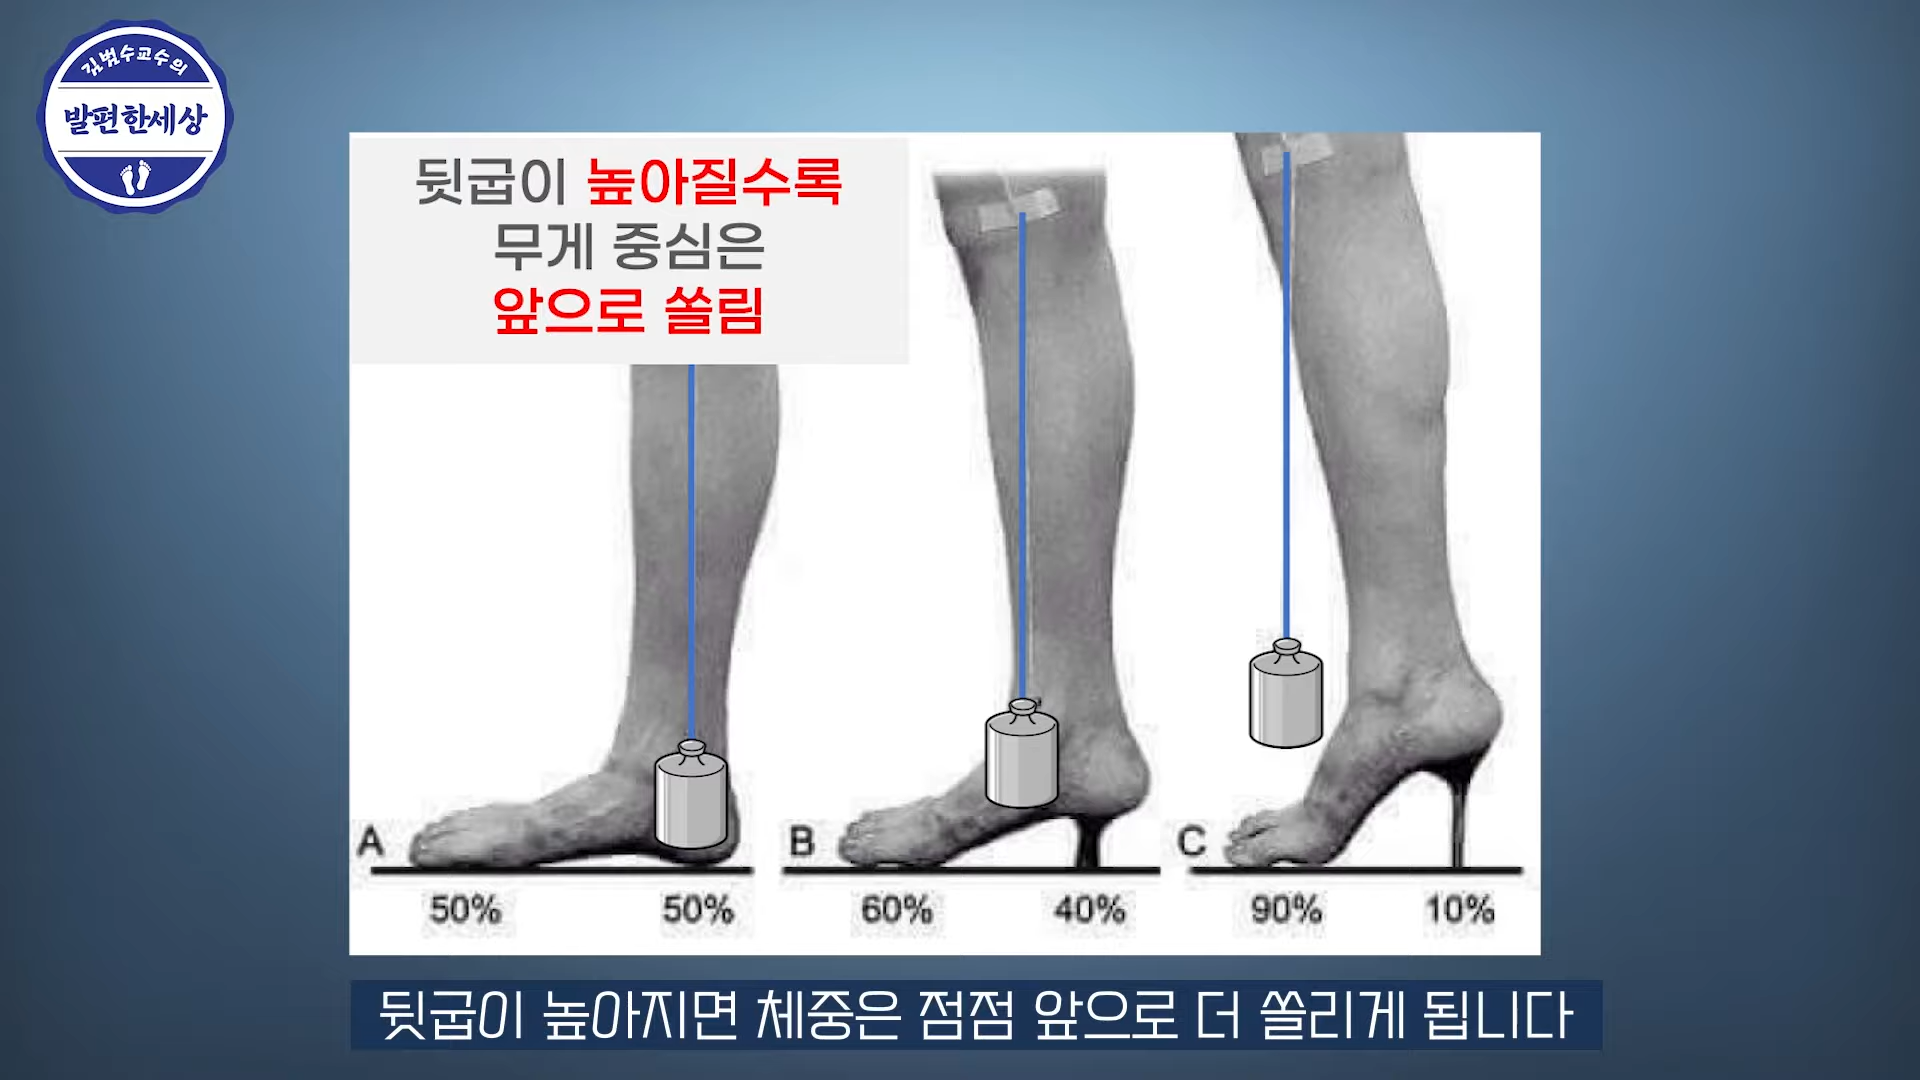 김범수교수의
발편한세상
뒷굽이 높아질수록
무게 중심은
앞으로 쏠림
A
B
C
50% 50%
60% 40%
90% 10%
뒷굽이 높아지면 체중은 점점 앞으로 더 쏠리게 됩니다